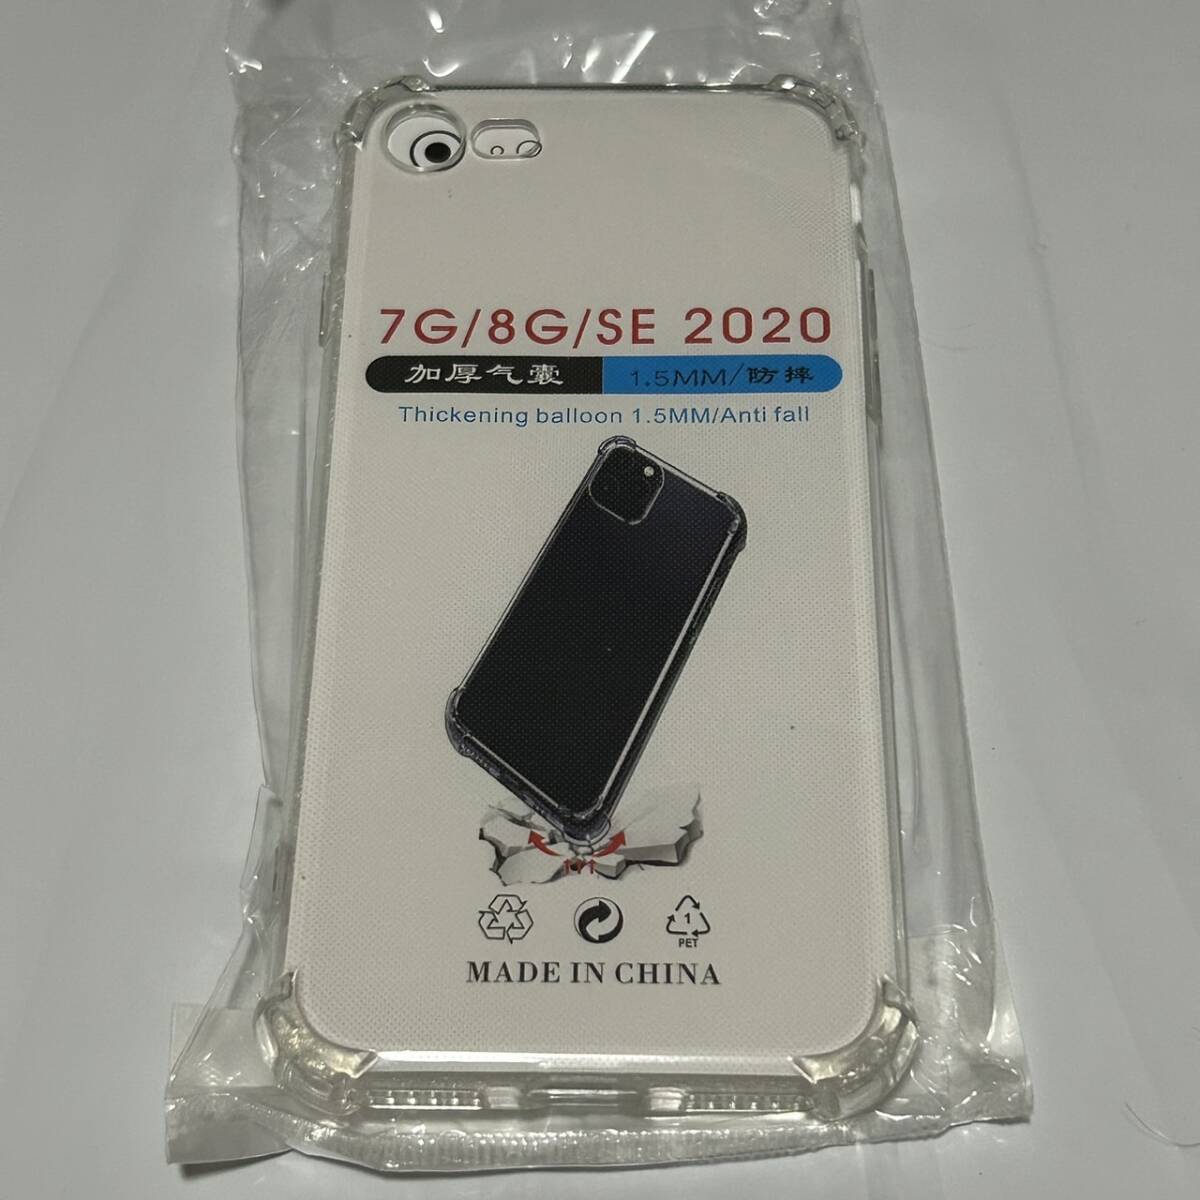 7G/8G/SE 2020
加厚气囊 1.5MM/防摔
Thickening balloon 1.5MM/Anti fall
1
PET
MADE IN CHINA